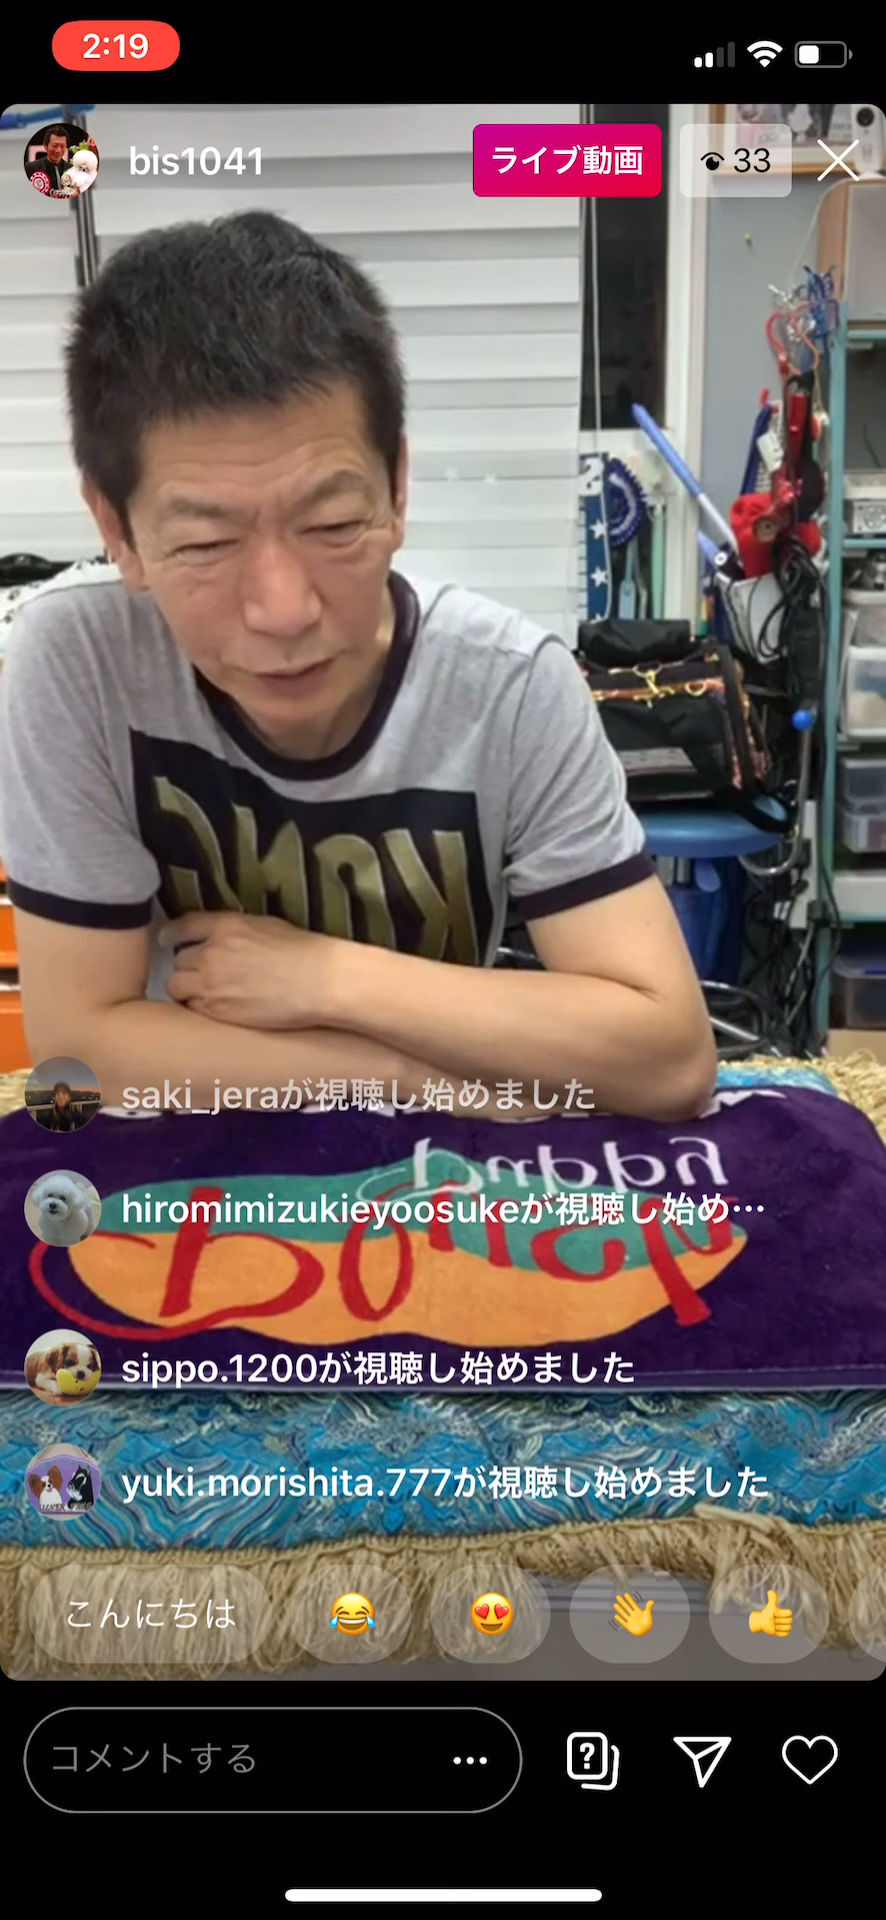 2:19
bis1041
ライブ動画
33
KONG
saki_jeraが視聴し始めました
hiromimizukieyoosukeが視聴し始め…
sippo.1200が視聴し始めました
yuki.morishita.777が視聴し始めました
こんにちは
コメントする